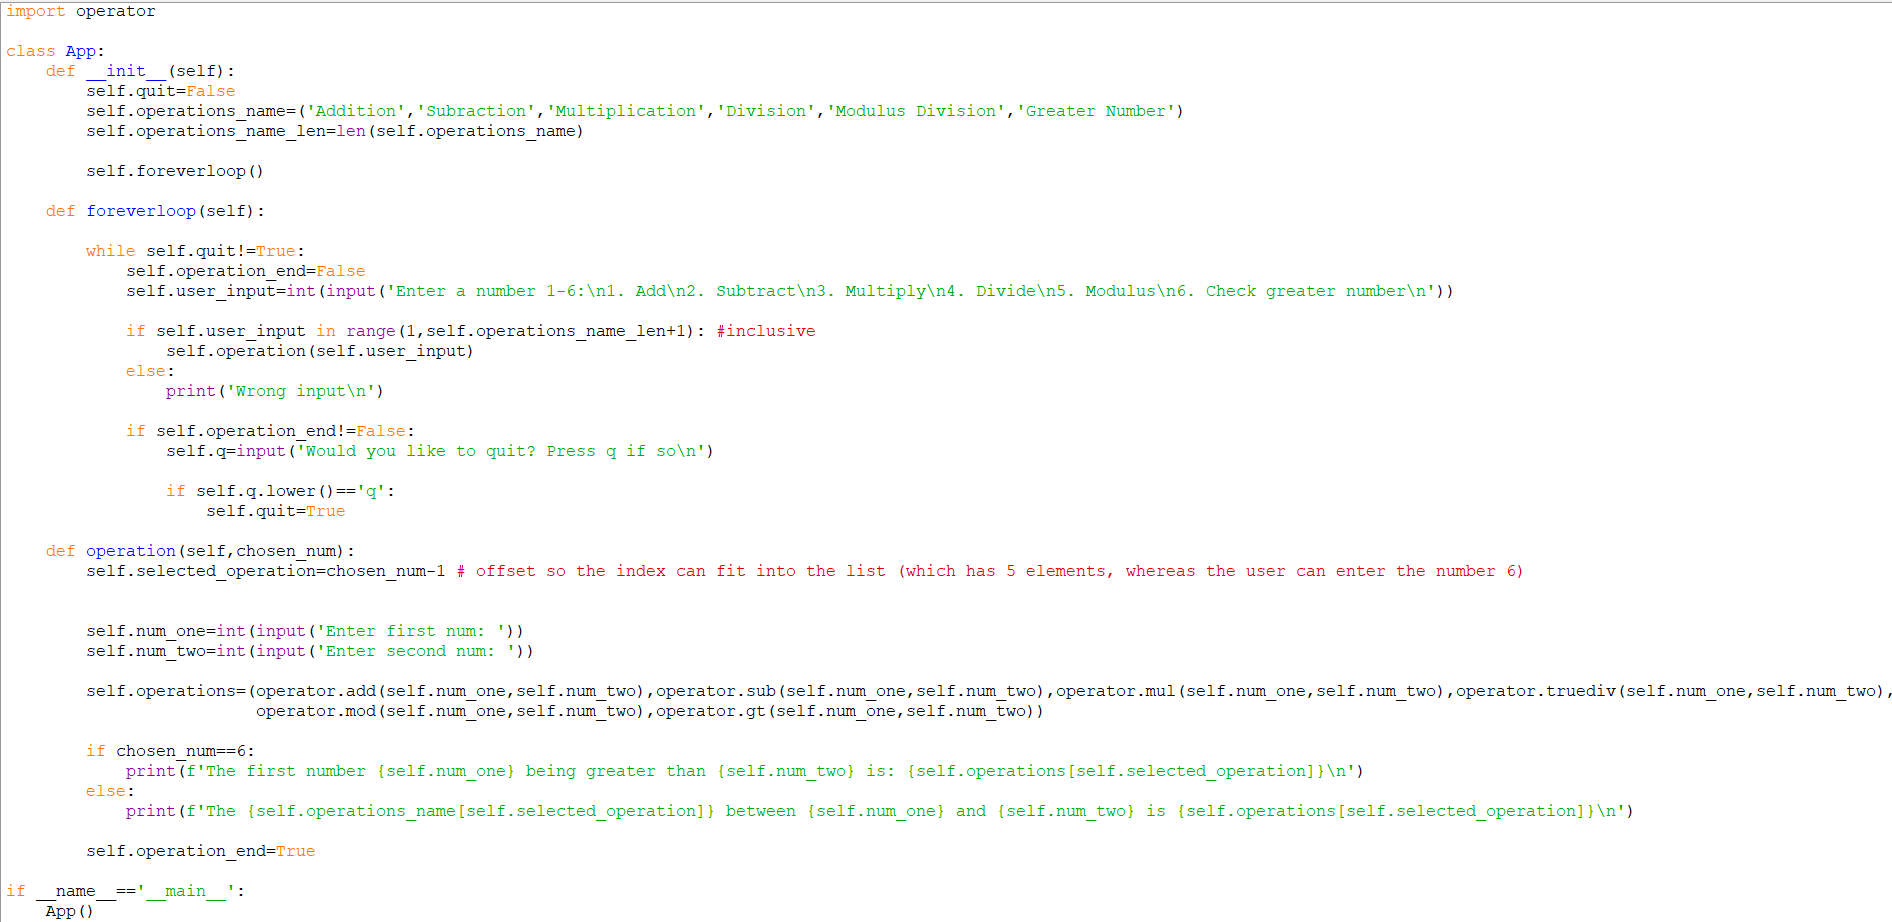 import operator

class App:
    def __init__(self):
        self.quit=False
        self.operations_name=('Addition','Subraction','Multiplication','Division','Modulus Division','Greater Number')
        self.operations_name_len=len(self.operations_name)

        self.foreverloop()

    def foreverloop(self):

        while self.quit!=True:
            self.operation_end=False
            self.user_input=int(input('Enter a number 1-6:\n1. Add\n2. Subtract\n3. Multiply\n4. Divide\n5. Modulus\n6. Check greater number\n'))

            if self.user_input in range(1,self.operations_name_len+1): #inclusive
                self.operation(self.user_input)
            else:
                print('Wrong input\n')

            if self.operation_end!=False:
                self.q=input('Would you like to quit? Press q if so\n')

                if self.q.lower()=='q':
                    self.quit=True

    def operation(self,chosen_num):
        self.selected_operation=chosen_num-1 # offset so the index can fit into the list (which has 5 elements, whereas the user can enter the number 6)


        self.num_one=int(input('Enter first num: '))
        self.num_two=int(input('Enter second num: '))

        self.operations=(operator.add(self.num_one,self.num_two),operator.sub(self.num_one,self.num_two),operator.mul(self.num_one,self.num_two),operator.truediv(self.num_one,self.num_two),
                         operator.mod(self.num_one,self.num_two),operator.gt(self.num_one,self.num_two))

        if chosen_num==6:
            print(f'The first number {self.num_one} being greater than {self.num_two} is: {self.operations[self.selected_operation]}\n')
        else:
            print(f'The {self.operations_name[self.selected_operation]} between {self.num_one} and {self.num_two} is {self.operations[self.selected_operation]}\n')

        self.operation_end=True

if __name__=='__main__':
    App()